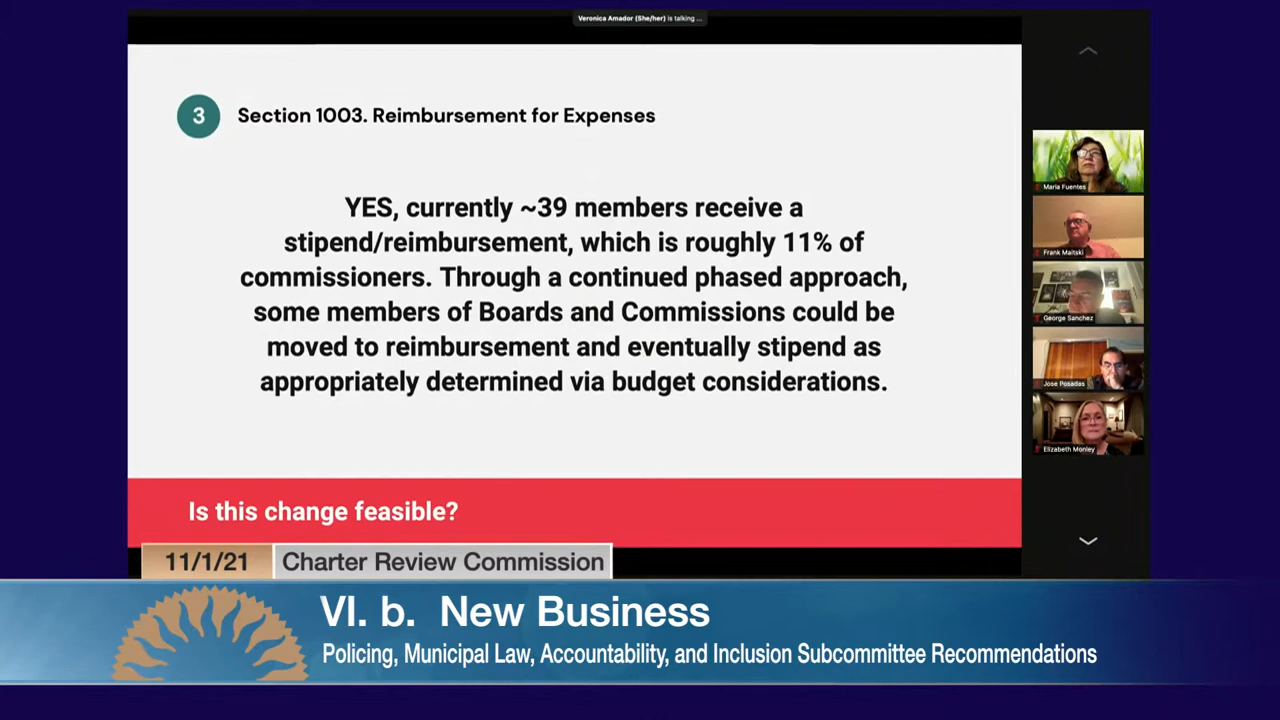 Veronica Amador (She/her) is talking ...
3
Section 1003. Reimbursement for Expenses
YES, currently ~39 members receive a
stipend/reimbursement, which is roughly 11% of
commissioners. Through a continued phased approach,
some members of Boards and Commissions could be
moved to reimbursement and eventually stipend as
appropriately determined via budget considerations.
Is this change feasible?
Maria Fuentes
Frank Maitski
George Sanchez
Jose Posadas
Elizabeth Monley
11/1/21
Charter Review Commission
VI. b. New Business
Policing, Municipal Law, Accountability, and Inclusion Subcommittee Recommendations